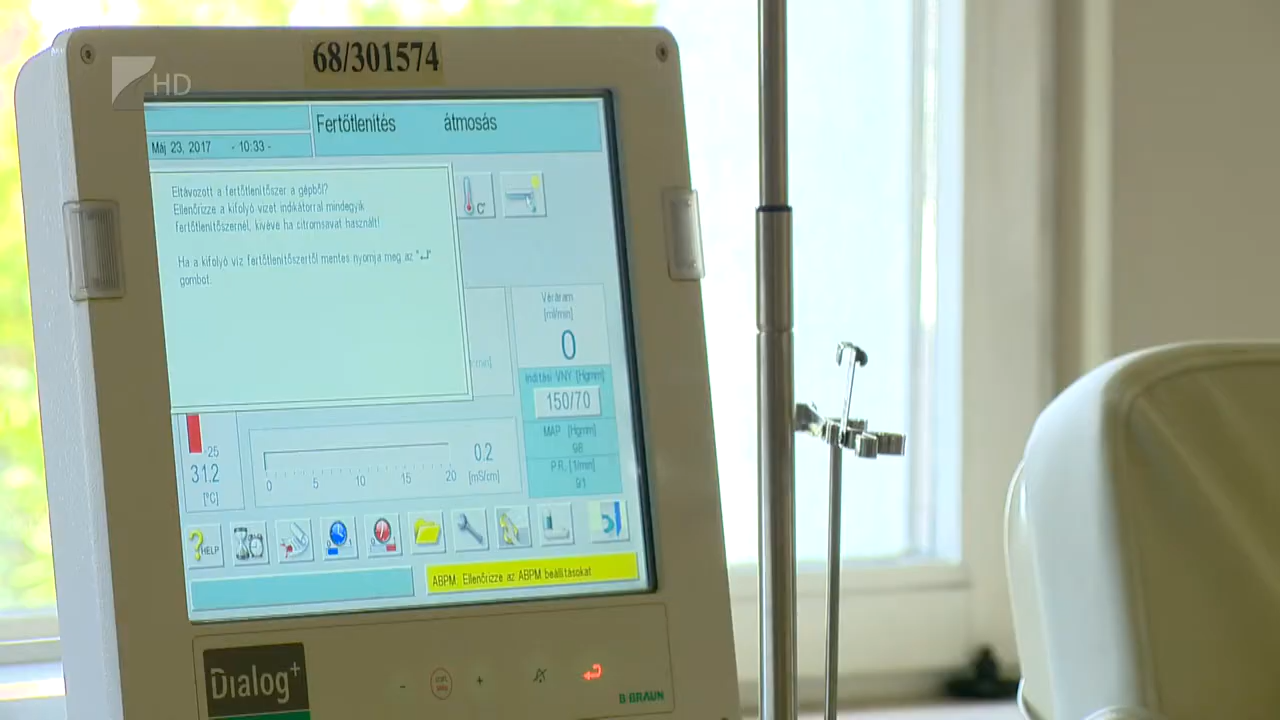 68/301574
HD
Fertőtlenítés átmosás
Máj 23, 2017 - 10:33 -
Eltávozott a fertőtlenítőszer a gépből?
Ellenőrizze a kifolyó vizet indikátorral mindegyik
fertőtlenítőszernél, kivéve ha citromsavat használt!
Ha a kifolyó víz fertőtlenítőszertől mentes nyomja meg az "↵"
gombot.
°C
Véráram
[ml/min]
0
Indítási VNY [Hgmm]
150/70
MAP [Hgmm]
98
P.R. [1/min]
91
25
31.2
[°C]
0 5 10 15 20
0.2
[mS/cm]
?HELP
ABPM: Ellenőrizze az ABPM beállításokat
Dialog+
- +
B|BRAUN